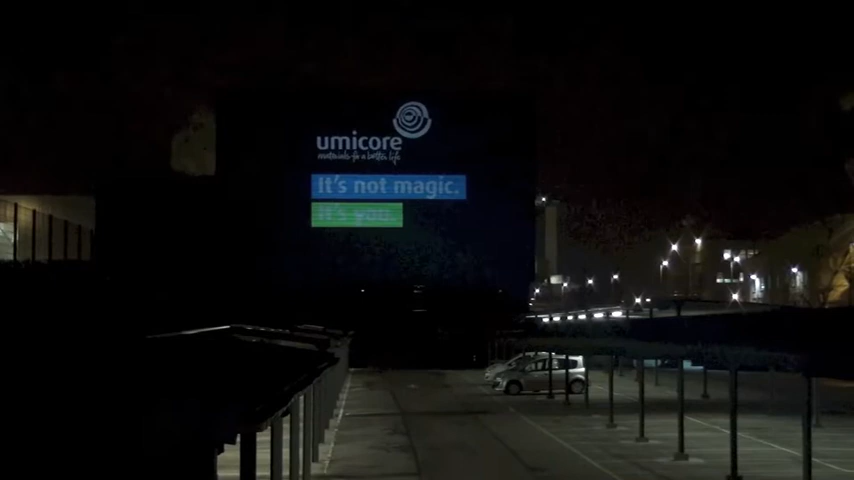 umicore
materials for a better life
It's not magic.
It's you.